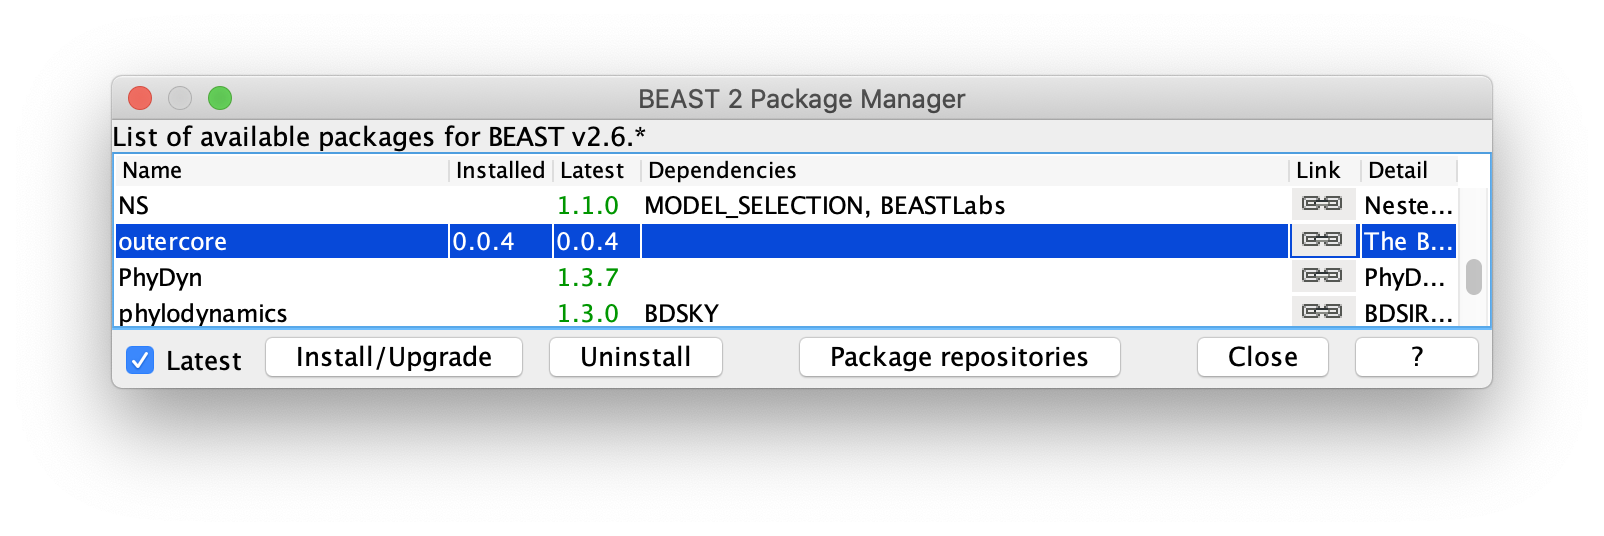 BEAST 2 Package Manager
List of available packages for BEAST v2.6.*
Name Installed Latest Dependencies Link Detail
NS 1.1.0 MODEL_SELECTION, BEASTLabs Neste...
outercore 0.0.4 0.0.4 The B...
PhyDyn 1.3.7 PhyD...
phylodynamics 1.3.0 BDSKY BDSIR...
Latest Install/Upgrade Uninstall Package repositories Close ?